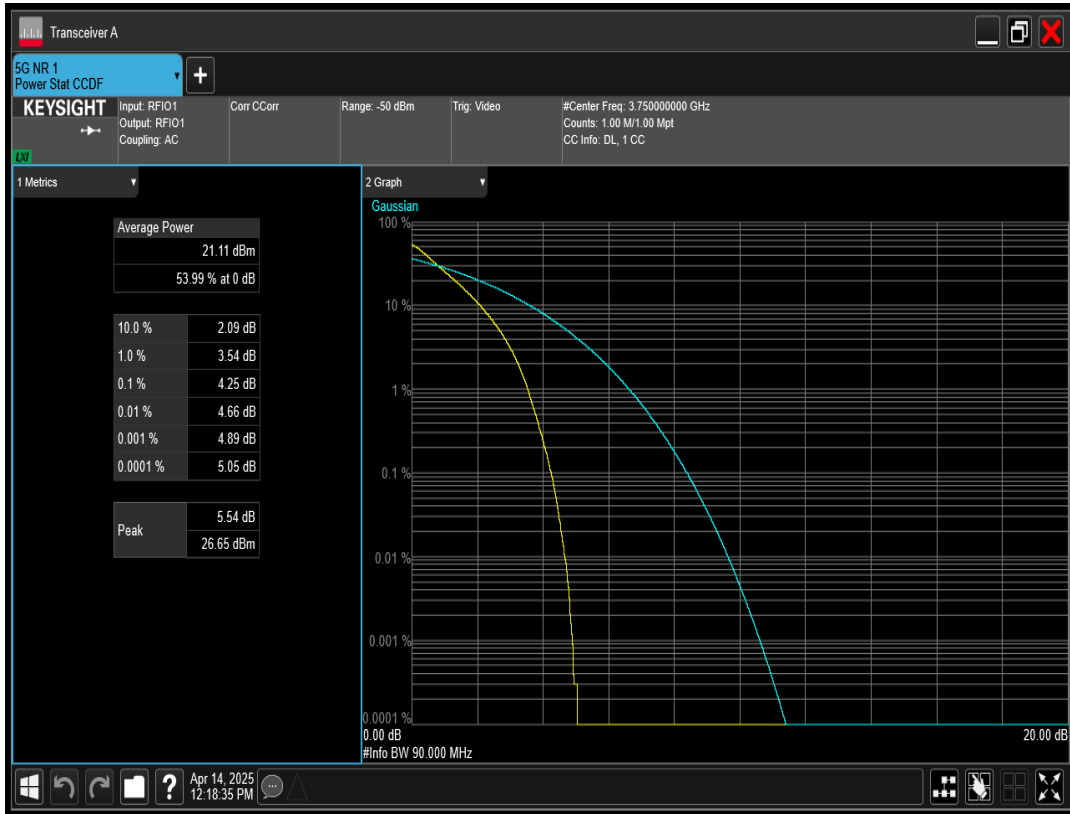 Transceiver A
5G NR 1
Power Stat CCDF
+
KEYSIGHT
LXI
Input: RFIO1
Output: RFIO1
Coupling: AC
Corr CCorr
Range: -50 dBm
Trig: Video
#Center Freq: 3.750000000 GHz
Counts: 1.00 M/1.00 Mpt
CC Info: DL, 1 CC
1 Metrics
Average Power
21.11 dBm
53.99 % at 0 dB
10.0 % 2.09 dB
1.0 % 3.54 dB
0.1 % 4.25 dB
0.01 % 4.66 dB
0.001 % 4.89 dB
0.0001 % 5.05 dB
Peak
5.54 dB
26.65 dBm
2 Graph
Gaussian
100 %
10 %
1 %
0.1 %
0.01 %
0.001 %
0.0001 %
0.00 dB 20.00 dB
#Info BW 90.000 MHz
?
Apr 14, 2025
12:18:35 PM